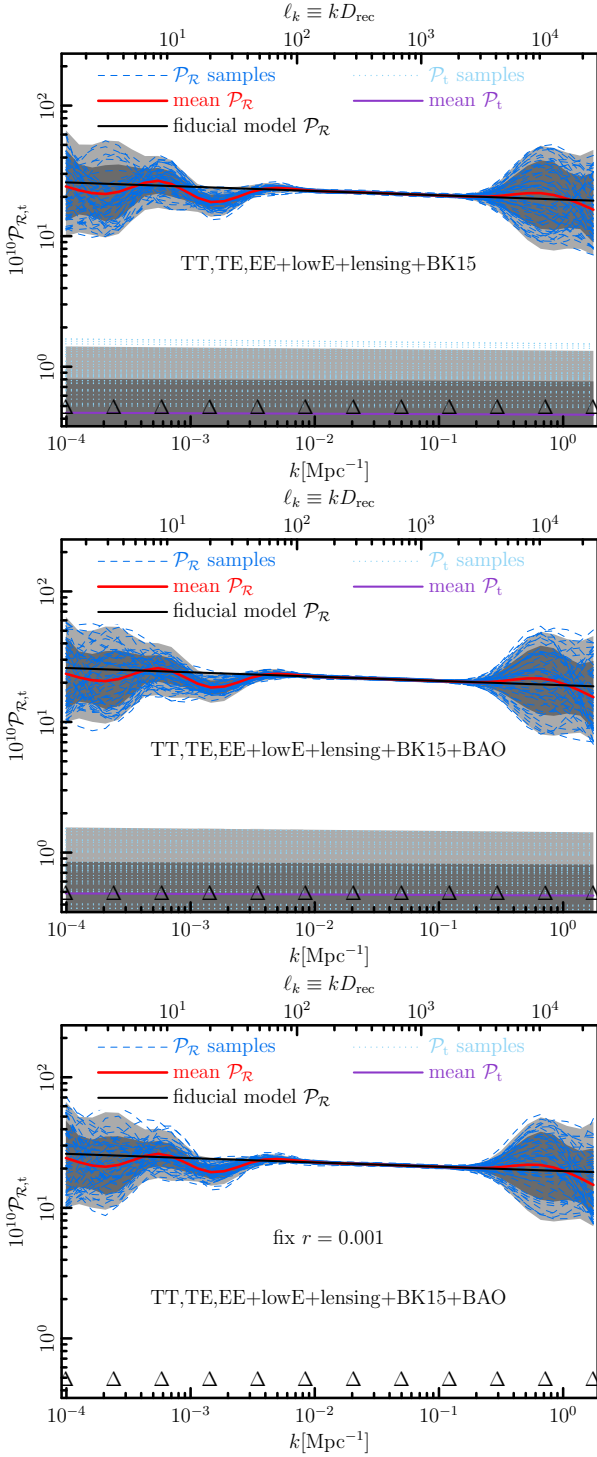 ℓ_k ≡ kD_rec
10^1 10^2 10^3 10^4
𝒫_ℛ samples 𝒫_t samples
mean 𝒫_ℛ mean 𝒫_t
fiducial model 𝒫_ℛ
10^2
10^1
10^0
10^10 𝒫_ℛ,t
TT,TE,EE+lowE+lensing+BK15
10^−4 10^−3 10^−2 10^−1 10^0
k[Mpc^−1]
ℓ_k ≡ kD_rec
10^1 10^2 10^3 10^4
𝒫_ℛ samples 𝒫_t samples
mean 𝒫_ℛ mean 𝒫_t
fiducial model 𝒫_ℛ
10^2
10^1
10^0
10^10 𝒫_ℛ,t
TT,TE,EE+lowE+lensing+BK15+BAO
10^−4 10^−3 10^−2 10^−1 10^0
k[Mpc^−1]
ℓ_k ≡ kD_rec
10^1 10^2 10^3 10^4
𝒫_ℛ samples 𝒫_t samples
mean 𝒫_ℛ mean 𝒫_t
fiducial model 𝒫_ℛ
10^2
10^1
10^0
10^10 𝒫_ℛ,t
fix r = 0.001
TT,TE,EE+lowE+lensing+BK15+BAO
10^−4 10^−3 10^−2 10^−1 10^0
k[Mpc^−1]